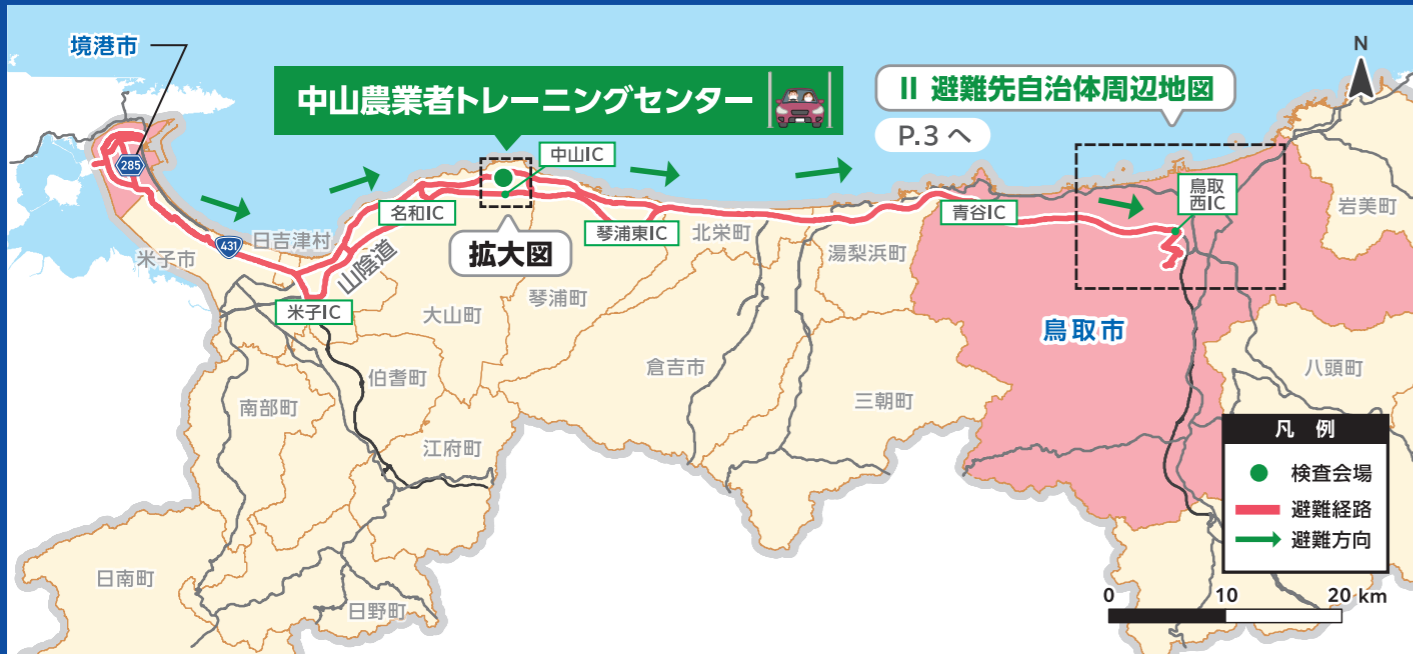 境港市
中山農業者トレーニングセンター
II 避難先自治体周辺地図
P.3 へ
N
285
中山IC
鳥取
西IC
名和IC
青谷IC
岩美町
拡大図
琴浦東IC
北栄町
湯梨浜町
431
日吉津村
米子市
山陰道
米子IC
大山町
琴浦町
鳥取市
伯耆町
倉吉市
八頭町
南部町
三朝町
江府町
凡 例
検査会場
避難経路
避難方向
日南町
日野町
0 10 20 km